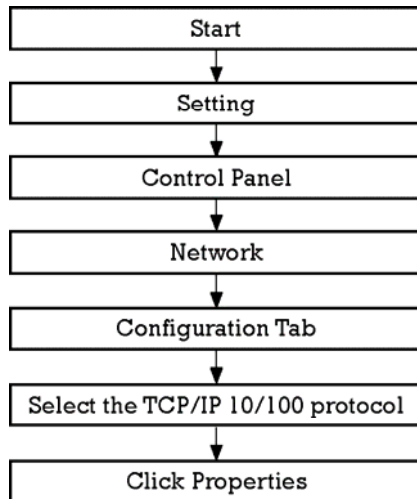 Start
Setting
Control Panel
Network
Configuration Tab
Select the TCP/IP 10/100 protocol
Click Properties